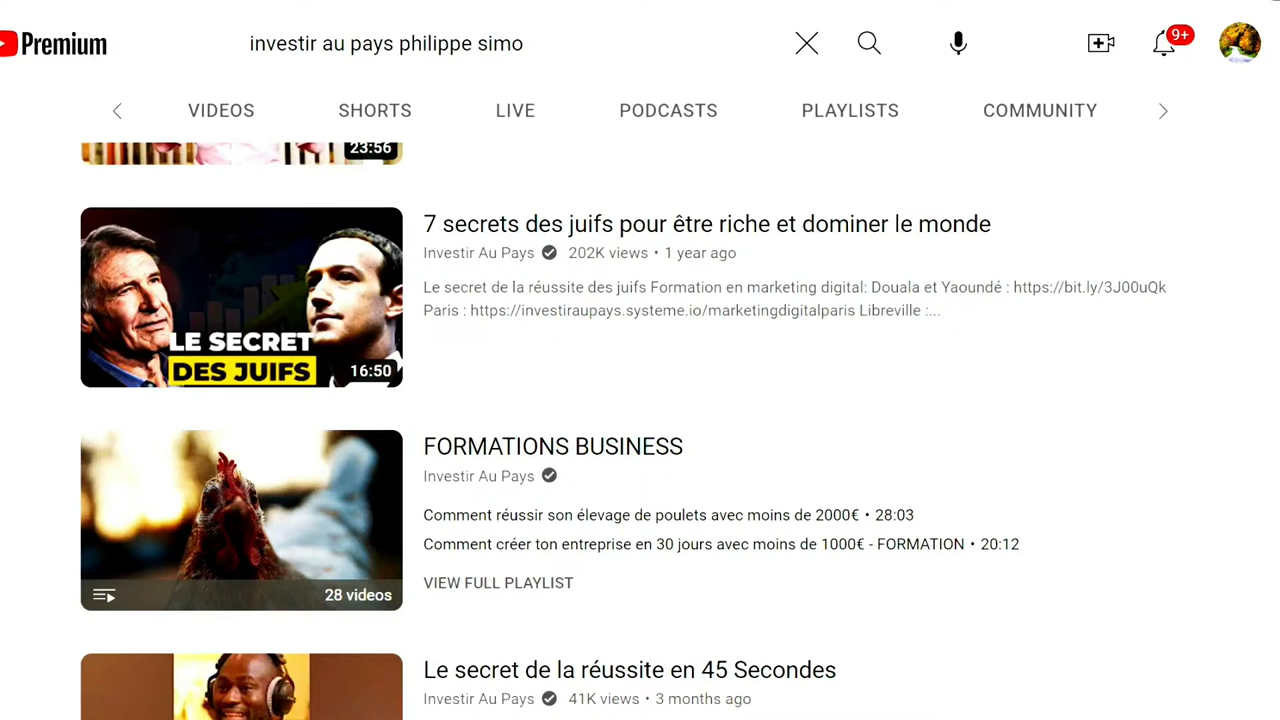 Premium
investir au pays philippe simo
9+
VIDEOS SHORTS LIVE PODCASTS PLAYLISTS COMMUNITY
23:56
7 secrets des juifs pour être riche et dominer le monde
Investir Au Pays 202K views • 1 year ago
Le secret de la réussite des juifs Formation en marketing digital: Douala et Yaoundé : https://bit.ly/3J00uQk
Paris : https://investiraupays.systeme.io/marketingdigitalparis Libreville :...
LE SECRET
DES JUIFS
16:50
FORMATIONS BUSINESS
Investir Au Pays
Comment réussir son élevage de poulets avec moins de 2000€ • 28:03
Comment créer ton entreprise en 30 jours avec moins de 1000€ - FORMATION • 20:12
VIEW FULL PLAYLIST
28 videos
Le secret de la réussite en 45 Secondes
Investir Au Pays 41K views • 3 months ago